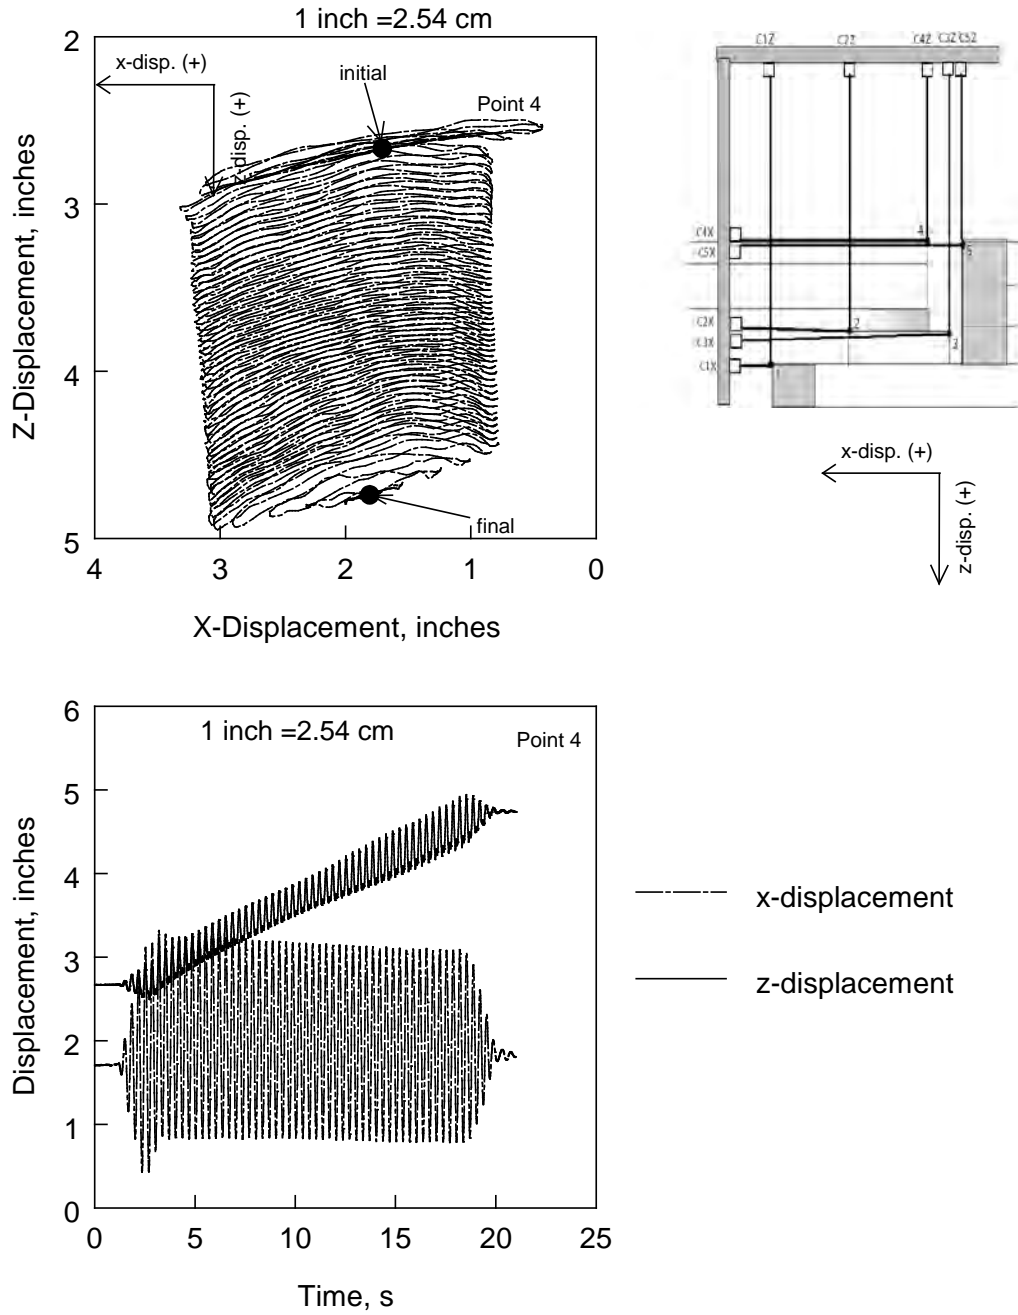 1 inch =2.54 cm
2
x-disp. (+)
initial
Point 4
-disp. (+)
3
Z-Displacement, inches
4
final
5
4 3 2 1 0
X-Displacement, inches
C1Z C2Z C4Z C3Z C5Z
C4X
C5X
4
5
C2X
2
C3X
3
C1X
1
x-disp. (+)
z-disp. (+)
6
1 inch =2.54 cm
Point 4
5
4
Displacement, inches
3
2
1
0
0 5 10 15 20 25
Time, s
x-displacement
z-displacement